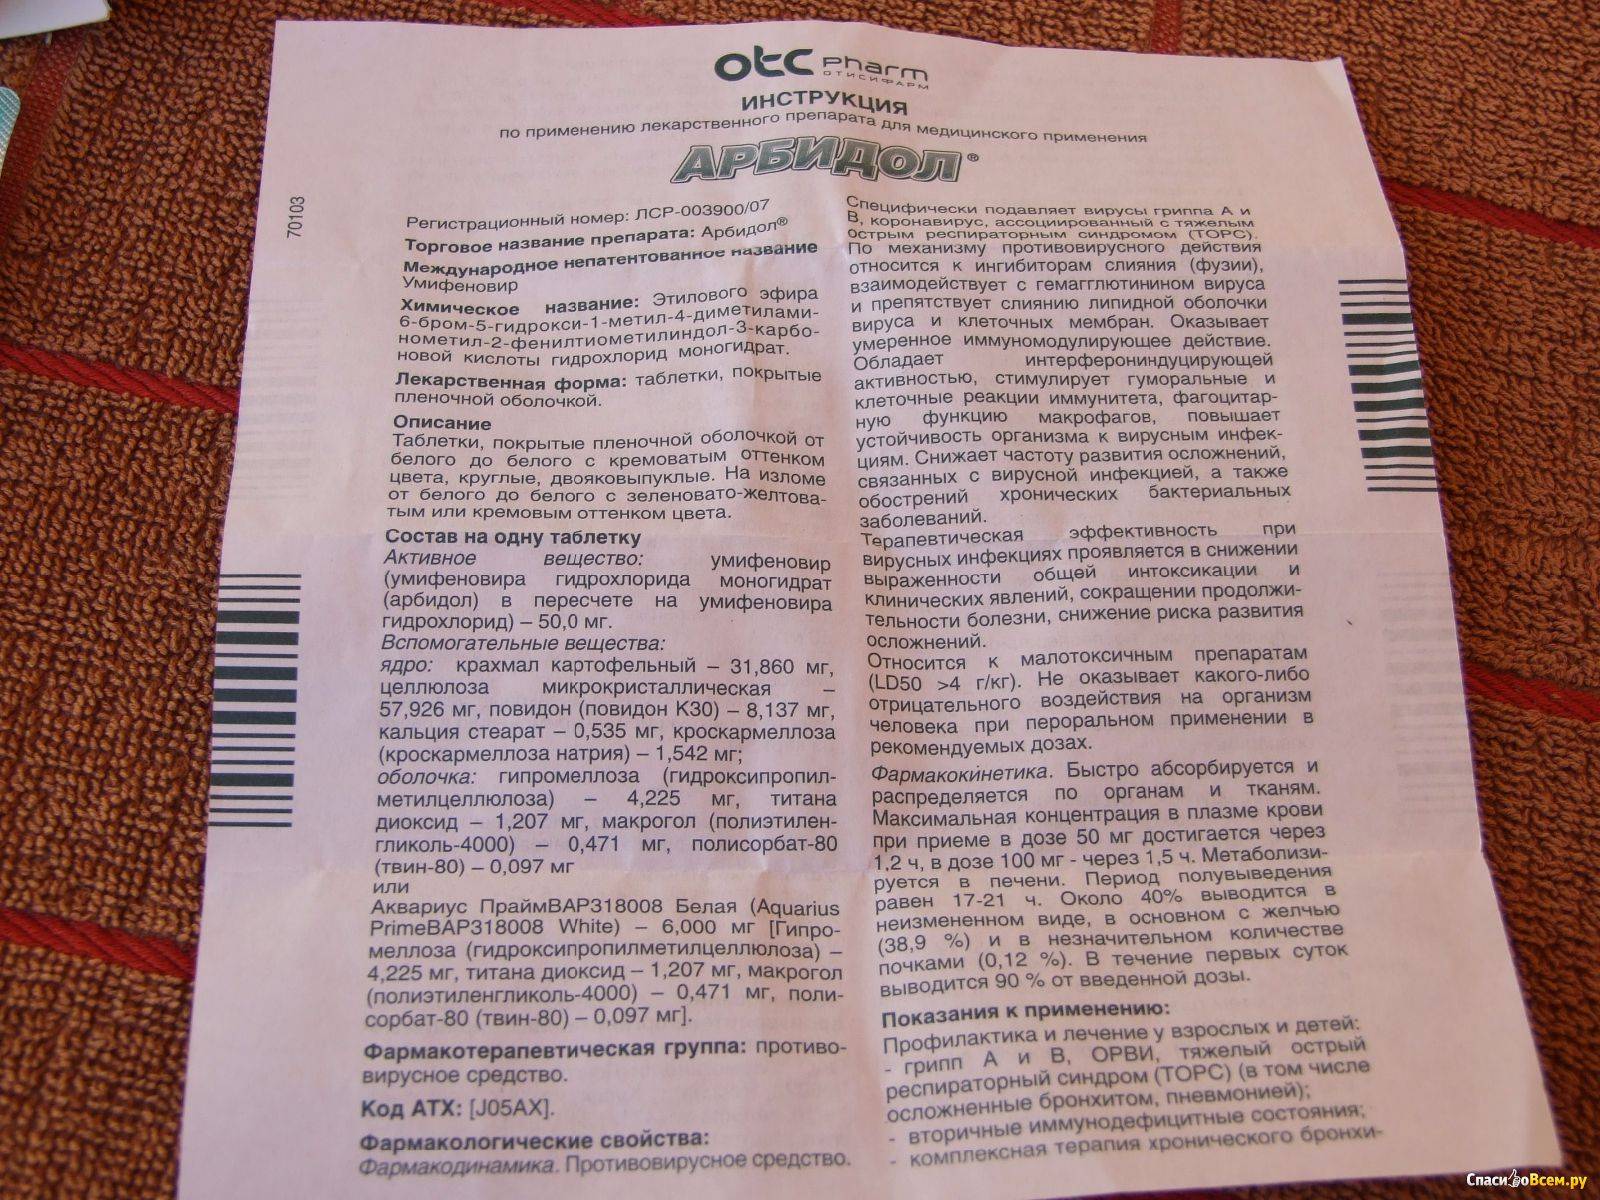 otc pharm
ОТИСИФАРМ
ИНСТРУКЦИЯ
по применению лекарственного препарата для медицинского применения
АРБИДОЛ®
70103
Регистрационный номер: ЛСР-003900/07
Торговое название препарата: Арбидол®
Международное непатентованное название
Умифеновир
Химическое название: Этилового эфира
6-бром-5-гидрокси-1-метил-4-диметилами-
нометил-2-фенилтиометилиндол-3-карбо-
новой кислоты гидрохлорид моногидрат.
Лекарственная форма: таблетки, покрытые
пленочной оболочкой.
Описание
Таблетки, покрытые пленочной оболочкой от
белого до белого с кремоватым оттенком
цвета, круглые, двояковыпуклые. На изломе
от белого до белого с зеленовато-желтова-
тым или кремовым оттенком цвета.
Состав на одну таблетку
Активное вещество: умифеновир
(умифеновира гидрохлорида моногидрат
(арбидол) в пересчете на умифеновира
гидрохлорид) – 50,0 мг.
Вспомогательные вещества:
ядро: крахмал картофельный – 31,860 мг,
целлюлоза микрокристаллическая –
57,926 мг, повидон (повидон К30) – 8,137 мг,
кальция стеарат – 0,535 мг, кроскармеллоза
(кроскармеллоза натрия) – 1,542 мг;
оболочка: гипромеллоза (гидроксипропил-
метилцеллюлоза) – 4,225 мг, титана
диоксид – 1,207 мг, макрогол (полиэтилен-
гликоль-4000) – 0,471 мг, полисорбат-80
(твин-80) – 0,097 мг
или
Аквариус ПраймВАР318008 Белая (Aquarius
PrimeBAP318008 White) – 6,000 мг [Гипро-
меллоза (гидроксипропилметилцеллюлоза) –
4,225 мг, титана диоксид – 1,207 мг, макрогол
(полиэтиленгликоль-4000) – 0,471 мг, поли-
сорбат-80 (твин-80) – 0,097 мг].
Фармакотерапевтическая группа: противо-
вирусное средство.
Код АТХ: [J05AX].
Фармакологические свойства:
Фармакодинамика. Противовирусное средство.
Специфически подавляет вирусы гриппа А и
В, коронавирус, ассоциированный с тяжелым
острым респираторным синдромом (ТОРС).
По механизму противовирусного действия
относится к ингибиторам слияния (фузии),
взаимодействует с гемагглютинином вируса
и препятствует слиянию липидной оболочки
вируса и клеточных мембран. Оказывает
умеренное иммуномодулирующее действие.
Обладает интерферониндуцирующей
активностью, стимулирует гуморальные и
клеточные реакции иммунитета, фагоцитар-
ную функцию макрофагов, повышает
устойчивость организма к вирусным инфек-
циям. Снижает частоту развития осложнений,
связанных с вирусной инфекцией, а также
обострений хронических бактериальных
заболеваний.
Терапевтическая эффективность при
вирусных инфекциях проявляется в снижении
выраженности общей интоксикации и
клинических явлений, сокращении продолжи-
тельности болезни, снижение риска развития
осложнений.
Относится к малотоксичным препаратам
(LD50 >4 г/кг). Не оказывает какого-либо
отрицательного воздействия на организм
человека при пероральном применении в
рекомендуемых дозах.
Фармакокинетика. Быстро абсорбируется и
распределяется по органам и тканям.
Максимальная концентрация в плазме крови
при приеме в дозе 50 мг достигается через
1,2 ч, в дозе 100 мг - через 1,5 ч. Метаболизи-
руется в печени. Период полувыведения
равен 17-21 ч. Около 40% выводится в
неизмененном виде, в основном с желчью
(38,9 %) и в незначительном количестве
почками (0,12 %). В течение первых суток
выводится 90 % от введенной дозы.
Показания к применению:
Профилактика и лечение у взрослых и детей:
- грипп А и В, ОРВИ, тяжелый острый
респираторный синдром (ТОРС) (в том числе
осложненные бронхитом, пневмонией);
- вторичные иммунодефицитные состояния;
- комплексная терапия хронического бронхи-
СпасибоВсем.ру